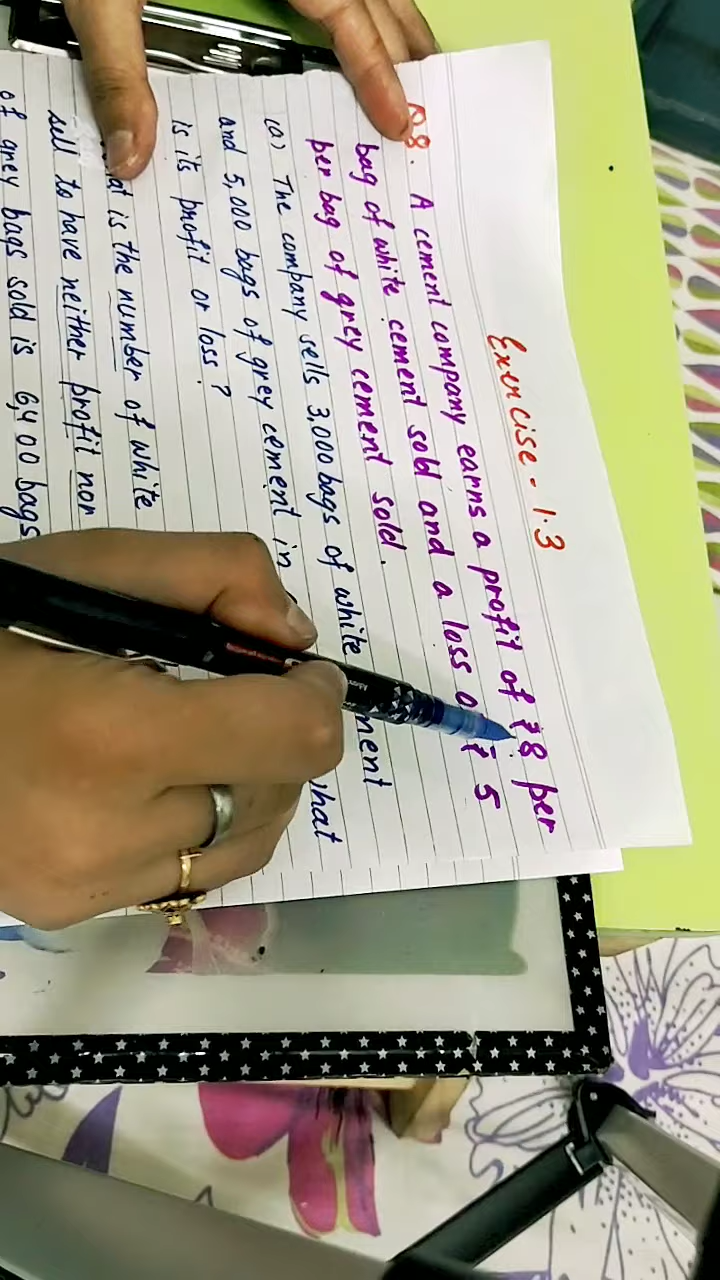 Exercise - 1.3
Q8. A cement company earns a profit of ₹8 per
bag of white cement sold and a loss ₹ 5
per bag of grey cement sold.
(a) The company sells 3,000 bags of white
and 5,000 bags of grey cement in
is its profit or loss?
is the number of white
sell to have neither profit nor
of grey bags sold is 6,400 bags